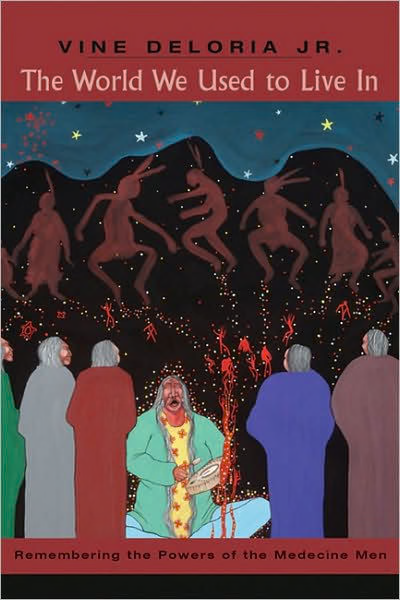 VINE DELORIA JR.
The World We Used to Live In
Remembering the Powers of the Medecine Men